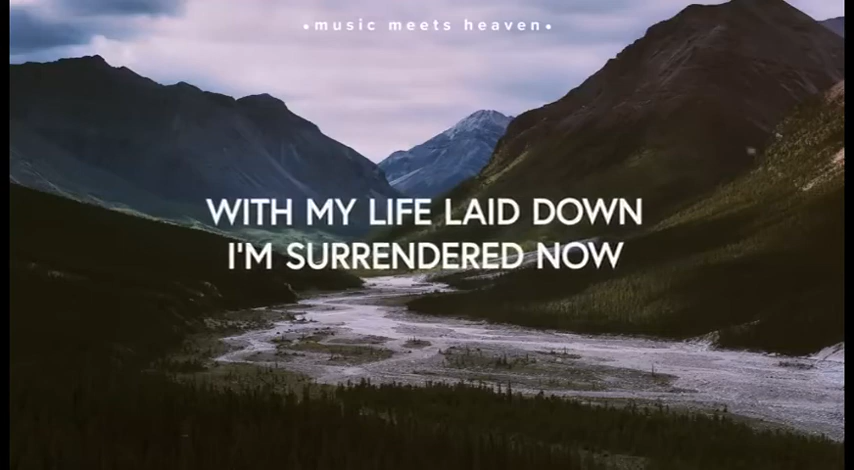 •music meets heaven•
WITH MY LIFE LAID DOWN
I'M SURRENDERED NOW